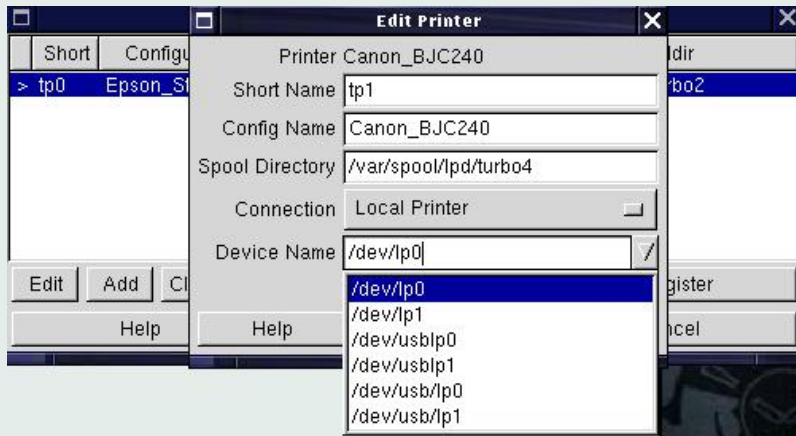 Edit Printer
Short Configu
> tp0 Epson_St
Edit Add Cl
Help
Printer Canon_BJC240
Short Name tp1
Config Name Canon_BJC240
Spool Directory /var/spool/lpd/turbo4
Connection Local Printer
Device Name /dev/lp0
/dev/lp0
/dev/lp1
/dev/usblp0
/dev/usblp1
/dev/usb/lp0
/dev/usb/lp1
Help
ldir
rbo2
gister
ncel